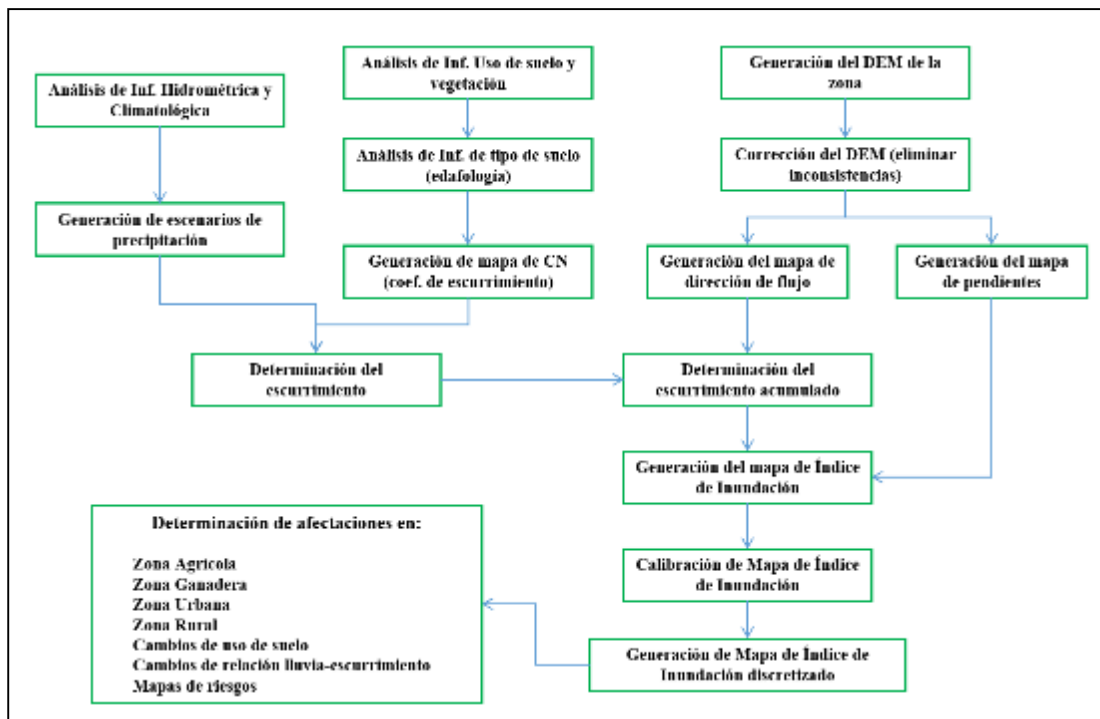 Análisis de Inf. Hidrométrica y
Climatológica
Generación de escenarios de
precipitación
Análisis de Inf. Uso de suelo y
vegetación
Análisis de Inf. de tipo de suelo
(edafología)
Generación de mapa de CN
(coef. de escurrimiento)
Generación del DEM de la
zona
Corrección del DEM (eliminar
inconsistencias)
Generación del mapa de
dirección de flujo
Generación del mapa
de pendientes
Determinación del
escurrimiento
Determinación del
escurrimiento acumulado
Generación del mapa de Índice
de Inundación
Calibración de Mapa de Índice
de Inundación
Generación de Mapa de Índice de
Inundación discretizado
Determinación de afectaciones en:
Zona Agrícola
Zona Ganadera
Zona Urbana
Zona Rural
Cambios de uso de suelo
Cambios de relación lluvia-escurrimiento
Mapas de riesgos